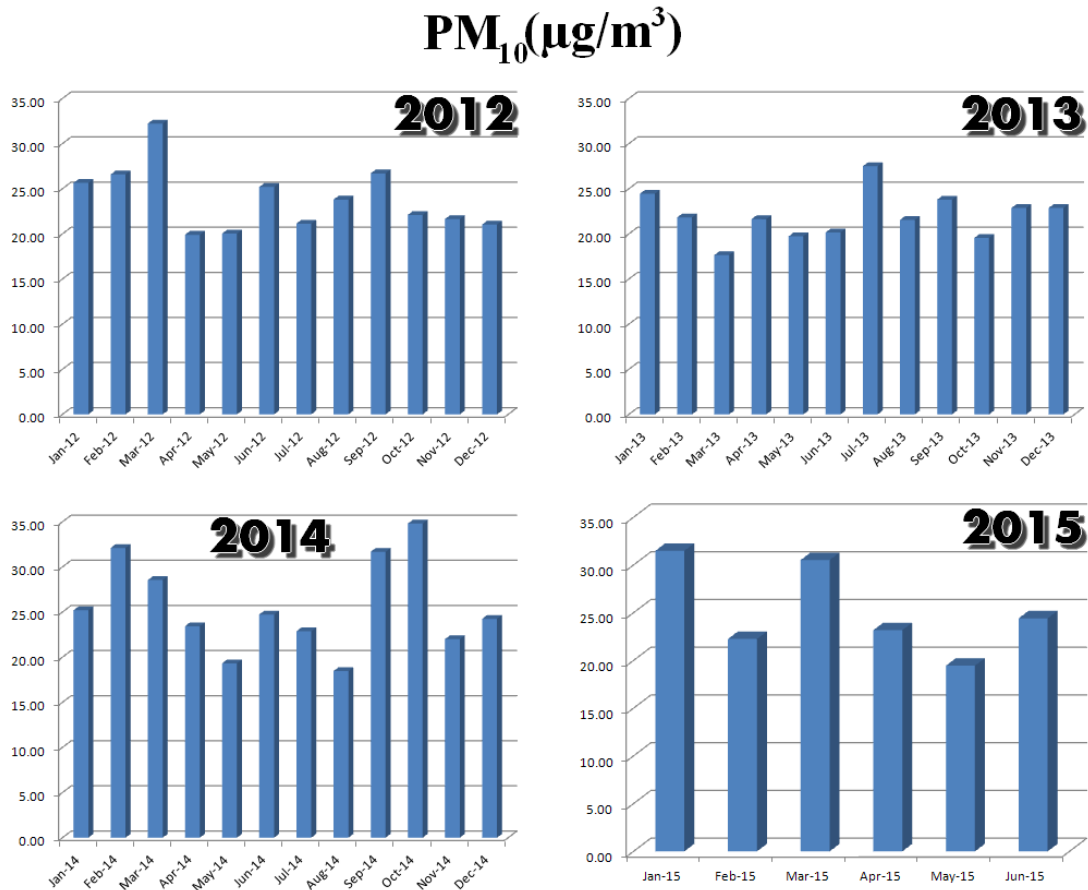 PM10(µg/m3)
2012
35.00
30.00
25.00
20.00
15.00
10.00
5.00
0.00
Jan-12
Feb-12
Mar-12
Apr-12
May-12
Jun-12
Jul-12
Aug-12
Sep-12
Oct-12
Nov-12
Dec-12
2013
35.00
30.00
25.00
20.00
15.00
10.00
5.00
0.00
Jan-13
Feb-13
Mar-13
Apr-13
May-13
Jun-13
Jul-13
Aug-13
Sep-13
Oct-13
Nov-13
Dec-13
2014
35.00
30.00
25.00
20.00
15.00
10.00
5.00
0.00
Jan-14
Feb-14
Mar-14
Apr-14
May-14
Jun-14
Jul-14
Aug-14
Sep-14
Oct-14
Nov-14
Dec-14
2015
35.00
30.00
25.00
20.00
15.00
10.00
5.00
0.00
Jan-15
Feb-15
Mar-15
Apr-15
May-15
Jun-15